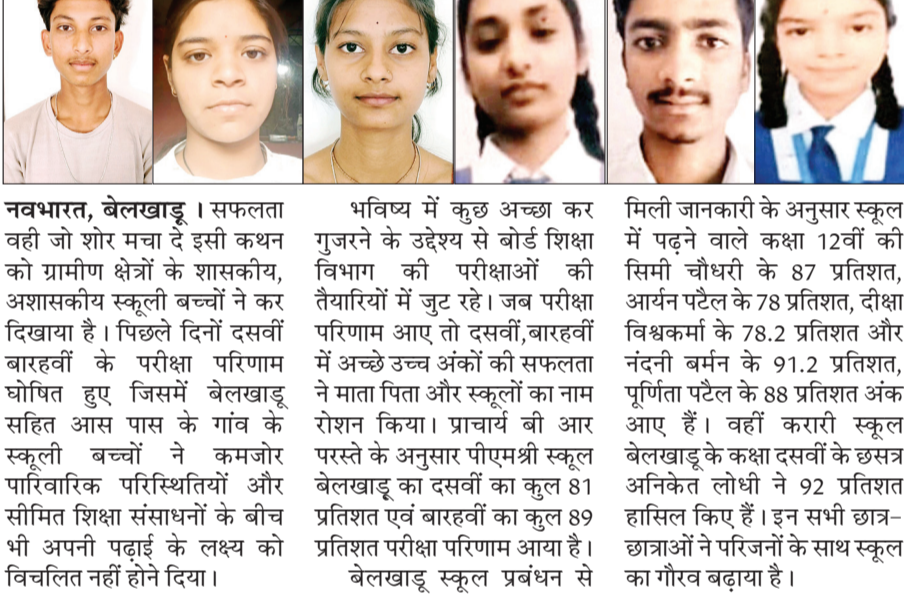 नवभारत, बेलखाडू । सफलता
वही जो शोर मचा दे इसी कथन
को ग्रामीण क्षेत्रों के शासकीय,
अशासकीय स्कूली बच्चों ने कर
दिखाया है । पिछले दिनों दसवीं
बारहवीं के परीक्षा परिणाम
घोषित हुए जिसमें बेलखाडू
सहित आस पास के गांव के
स्कूली बच्चों ने कमजोर
पारिवारिक परिस्थितियों और
सीमित शिक्षा संसाधनों के बीच
भी अपनी पढ़ाई के लक्ष्य को
विचलित नहीं होने दिया ।
भविष्य में कुछ अच्छा कर
गुजरने के उद्देश्य से बोर्ड शिक्षा
विभाग की परीक्षाओं की
तैयारियों में जुट रहे । जब परीक्षा
परिणाम आए तो दसवीं,बारहवीं
में अच्छे उच्च अंकों की सफलता
ने माता पिता और स्कूलों का नाम
रोशन किया । प्राचार्य बी आर
परस्ते के अनुसार पीएमश्री स्कूल
बेलखाडू का दसवीं का कुल 81
प्रतिशत एवं बारहवीं का कुल 89
प्रतिशत परीक्षा परिणाम आया है ।
बेलखाडू स्कूल प्रबंधन से
मिली जानकारी के अनुसार स्कूल
में पढ़ने वाले कक्षा 12वीं की
सिमी चौधरी के 87 प्रतिशत,
आर्यन पटैल के 78 प्रतिशत, दीक्षा
विश्वकर्मा के 78.2 प्रतिशत और
नंदनी बर्मन के 91.2 प्रतिशत,
पूर्णिता पटैल के 88 प्रतिशत अंक
आए हैं । वहीं करारी स्कूल
बेलखाडू के कक्षा दसवीं के छसत्र
अनिकेत लोधी ने 92 प्रतिशत
हासिल किए हैं । इन सभी छात्र-
छात्राओं ने परिजनों के साथ स्कूल
का गौरव बढ़ाया है ।